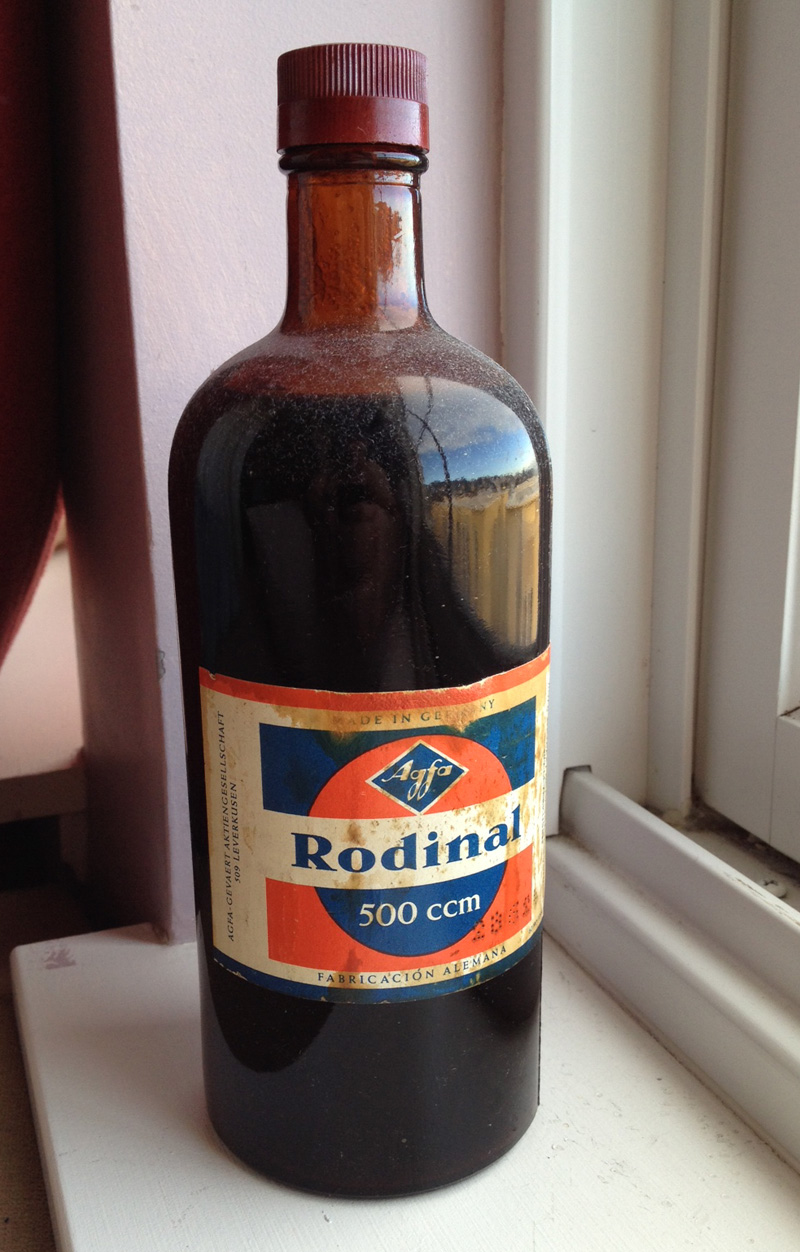 MADE IN GERMANY
Agfa
Rodinal
500 ccm
FABRICACIÓN ALEMANA
AGFA-GEVAERT AKTIENGESELLSCHAFT
509 LEVERKUSEN